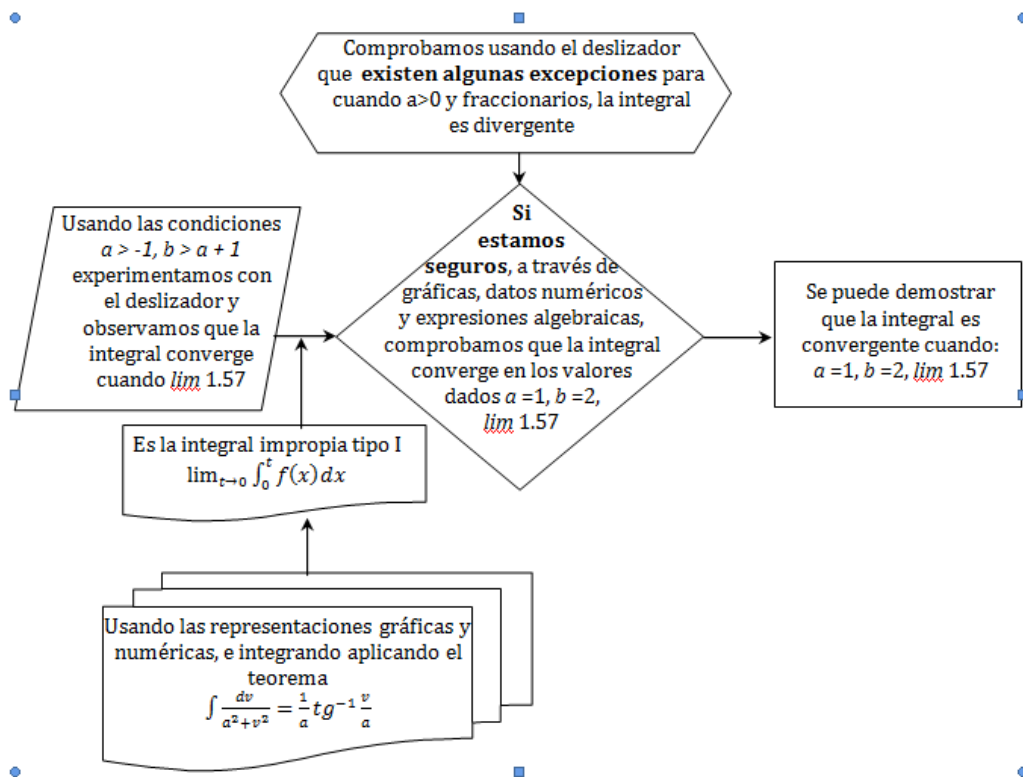 Comprobamos usando el deslizador
que existen algunas excepciones para
cuando a>0 y fraccionarios, la integral
es divergente
Usando las condiciones
a > -1, b > a + 1
experimentamos con
el deslizador y
observamos que la
integral converge
cuando lim 1.57
Si
estamos
seguros, a través de
gráficas, datos numéricos
y expresiones algebraicas,
comprobamos que la integral
converge en los valores
dados a =1, b =2,
lim 1.57
Se puede demostrar
que la integral es
convergente cuando:
a =1, b =2, lim 1.57
Es la integral impropia tipo I
lim_{t→0} ∫_0^t f(x)dx
Usando las representaciones gráficas y
numéricas, e integrando aplicando el
teorema
∫ dv/(a²+v²) = 1/a tg⁻¹ v/a